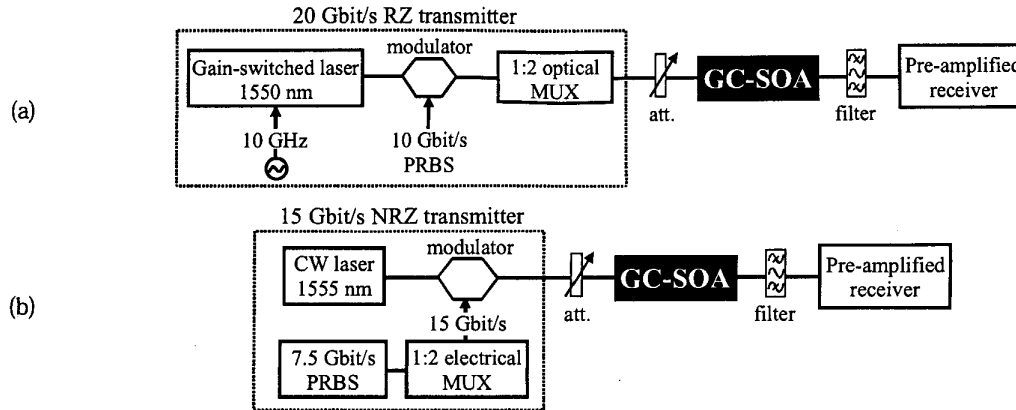 20 Gbit/s RZ transmitter
modulator
Gain-switched laser
1550 nm
1:2 optical
MUX
GC-SOA
Pre-amplified
receiver
(a)
att.
filter
10 GHz
10 Gbit/s
PRBS
15 Gbit/s NRZ transmitter
modulator
CW laser
1555 nm
GC-SOA
Pre-amplified
receiver
(b)
att.
filter
15 Gbit/s
7.5 Gbit/s
PRBS
1:2 electrical
MUX